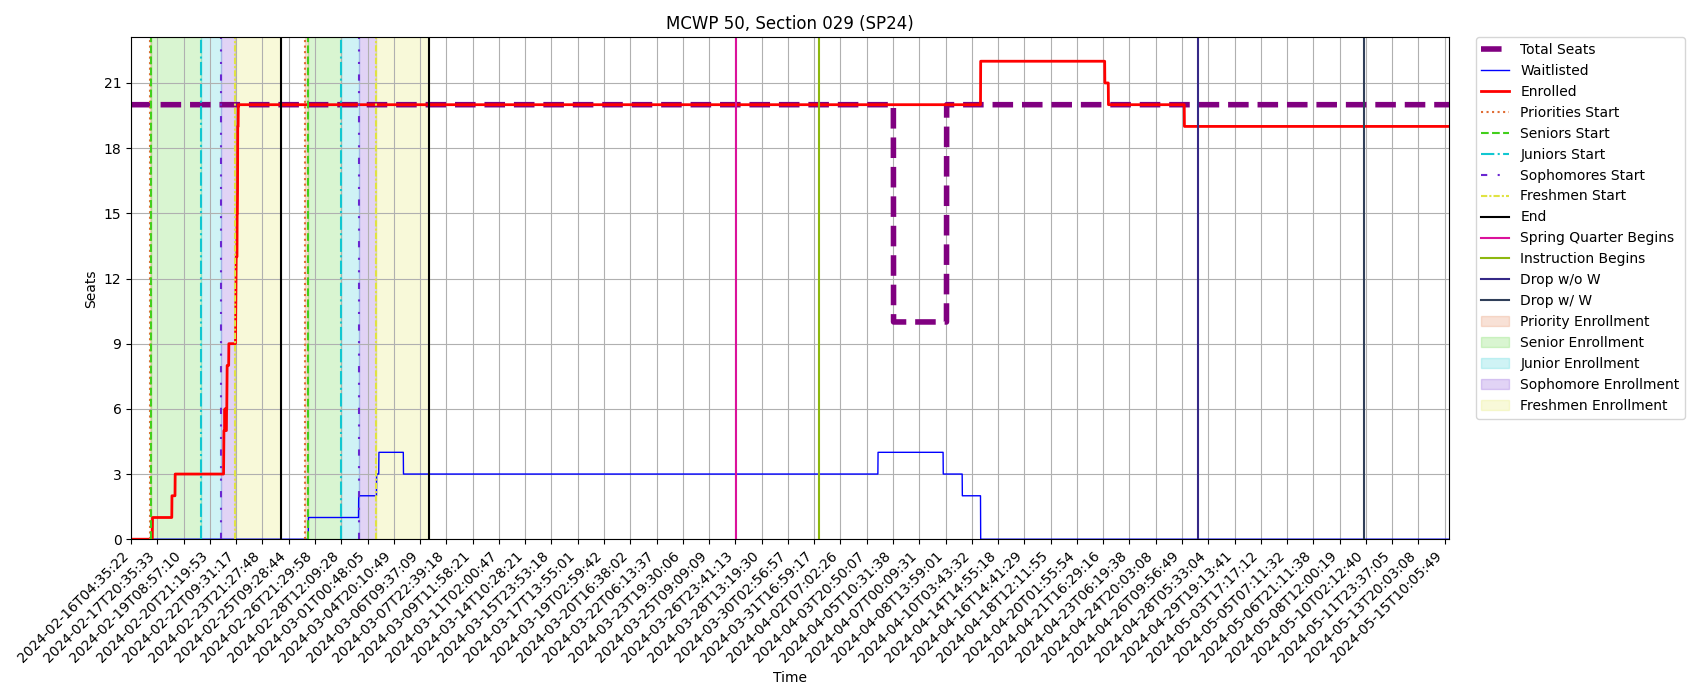 MCWP 50, Section 029 (SP24)
Seats
21
18
15
12
9
6
3
0
2024-02-16T04:35:22
2024-02-17T20:35:33
2024-02-19T08:57:10
2024-02-20T21:19:53
2024-02-22T09:31:17
2024-02-23T21:27:48
2024-02-25T09:28:44
2024-02-26T21:29:58
2024-02-28T12:09:28
2024-03-01T00:48:05
2024-03-04T20:10:49
2024-03-06T09:37:09
2024-03-07T22:39:18
2024-03-09T11:58:21
2024-03-11T02:00:47
2024-03-14T10:28:21
2024-03-15T23:53:18
2024-03-17T13:55:01
2024-03-19T02:59:42
2024-03-20T16:38:02
2024-03-22T06:13:37
2024-03-23T19:30:06
2024-03-25T09:09:09
2024-03-26T23:41:13
2024-03-28T13:19:30
2024-03-30T02:56:57
2024-03-31T16:59:17
2024-04-02T07:02:26
2024-04-03T20:50:07
2024-04-05T10:31:38
2024-04-07T00:09:31
2024-04-08T13:59:01
2024-04-10T03:43:32
2024-04-14T14:55:18
2024-04-16T14:41:29
2024-04-18T12:11:55
2024-04-20T01:55:54
2024-04-21T16:29:16
2024-04-23T06:19:38
2024-04-24T20:03:08
2024-04-26T09:56:49
2024-04-28T05:33:04
2024-04-29T19:13:41
2024-05-03T17:17:12
2024-05-05T07:11:32
2024-05-06T21:11:38
2024-05-08T12:00:19
2024-05-10T02:12:40
2024-05-11T23:37:05
2024-05-13T20:03:08
2024-05-15T10:05:49
Time
Total Seats
Waitlisted
Enrolled
Priorities Start
Seniors Start
Juniors Start
Sophomores Start
Freshmen Start
End
Spring Quarter Begins
Instruction Begins
Drop w/o W
Drop w/ W
Priority Enrollment
Senior Enrollment
Junior Enrollment
Sophomore Enrollment
Freshmen Enrollment